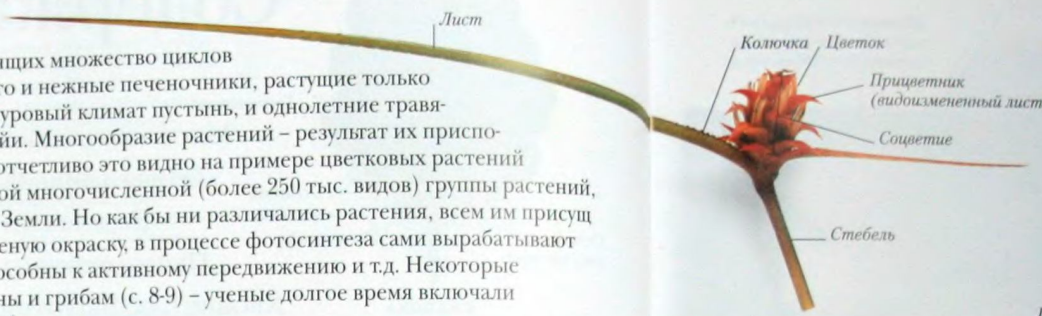 Лист
Колючка
Цветок
Прицветник
(видоизмененный лист
Соцветие
Стебель
ящих множество циклов
то и нежные печеночники, растущие только
уровый климат пустынь, и однолетние травя-
йи. Многообразие растений – результат их приспо-
отчетливо это видно на примере цветковых растений
ой многочисленной (более 250 тыс. видов) группы растений,
Земли. Но как бы ни различались растения, всем им присущ
еную окраску, в процессе фотосинтеза сами вырабатывают
особны к активному передвижению и т.д. Некоторые
ны и грибам (с. 8-9) – ученые долгое время включали